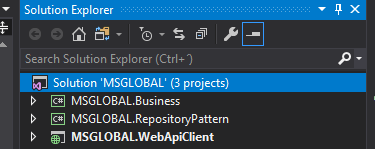 Solution Explorer
Search Solution Explorer (Ctrl+´)
Solution 'MSGLOBAL' (3 projects)
C# MSGLOBAL.Business
C# MSGLOBAL.RepositoryPattern
MSGLOBAL.WebApiClient